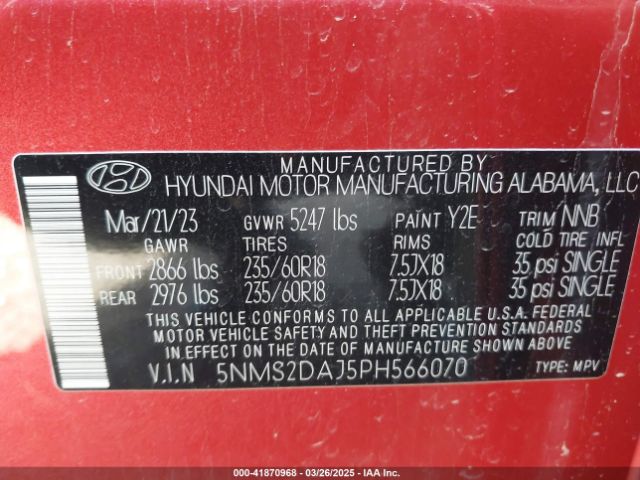 MANUFACTURED BY
HYUNDAI MOTOR MANUFACTURING ALABAMA, LLC
Mar/21/23 GVWR 5247 lbs PAINT Y2E TRIM NNB
GAWR TIRES RIMS COLD TIRE INFL
FRONT 2866 lbs 235/60R18 7.5JX18 35 psi SINGLE
REAR 2976 lbs 235/60R18 7.5JX18 35 psi SINGLE
THIS VEHICLE CONFORMS TO ALL APPLICABLE U.S.A. FEDERAL
MOTOR VEHICLE SAFETY AND THEFT PREVENTION STANDARDS
IN EFFECT ON THE DATE OF MANUFACTURE SHOWN ABOVE
V.I.N 5NMS2DAJ5PH566070 TYPE: MPV
000-41870968 - 03/26/2025 - IAA Inc.